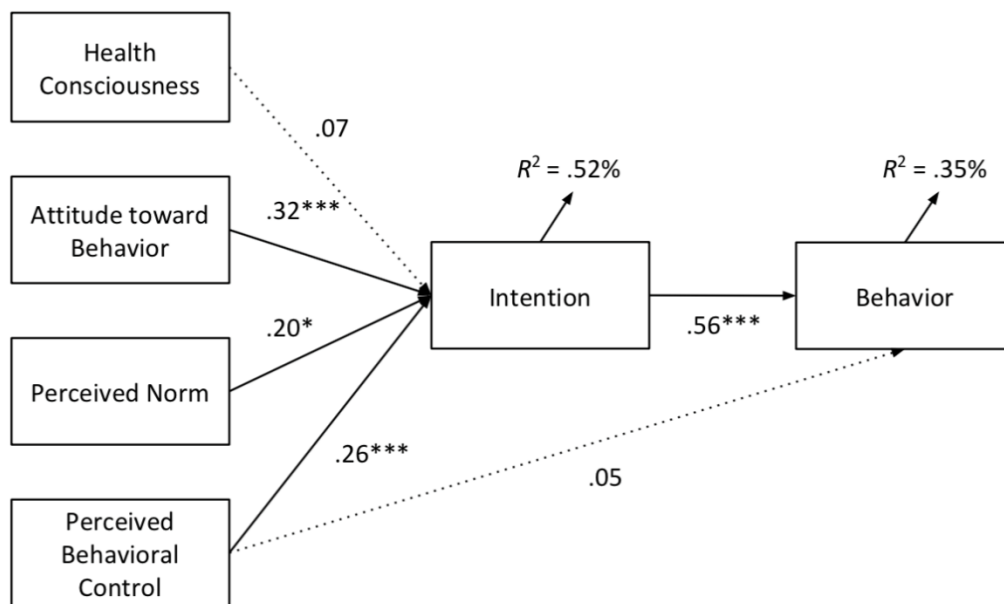 Health
Consciousness
.07
R² = .52%
R² = .35%
Attitude toward
Behavior
.32***
Intention
Behavior
.56***
.20*
Perceived Norm
.26***
.05
Perceived
Behavioral
Control